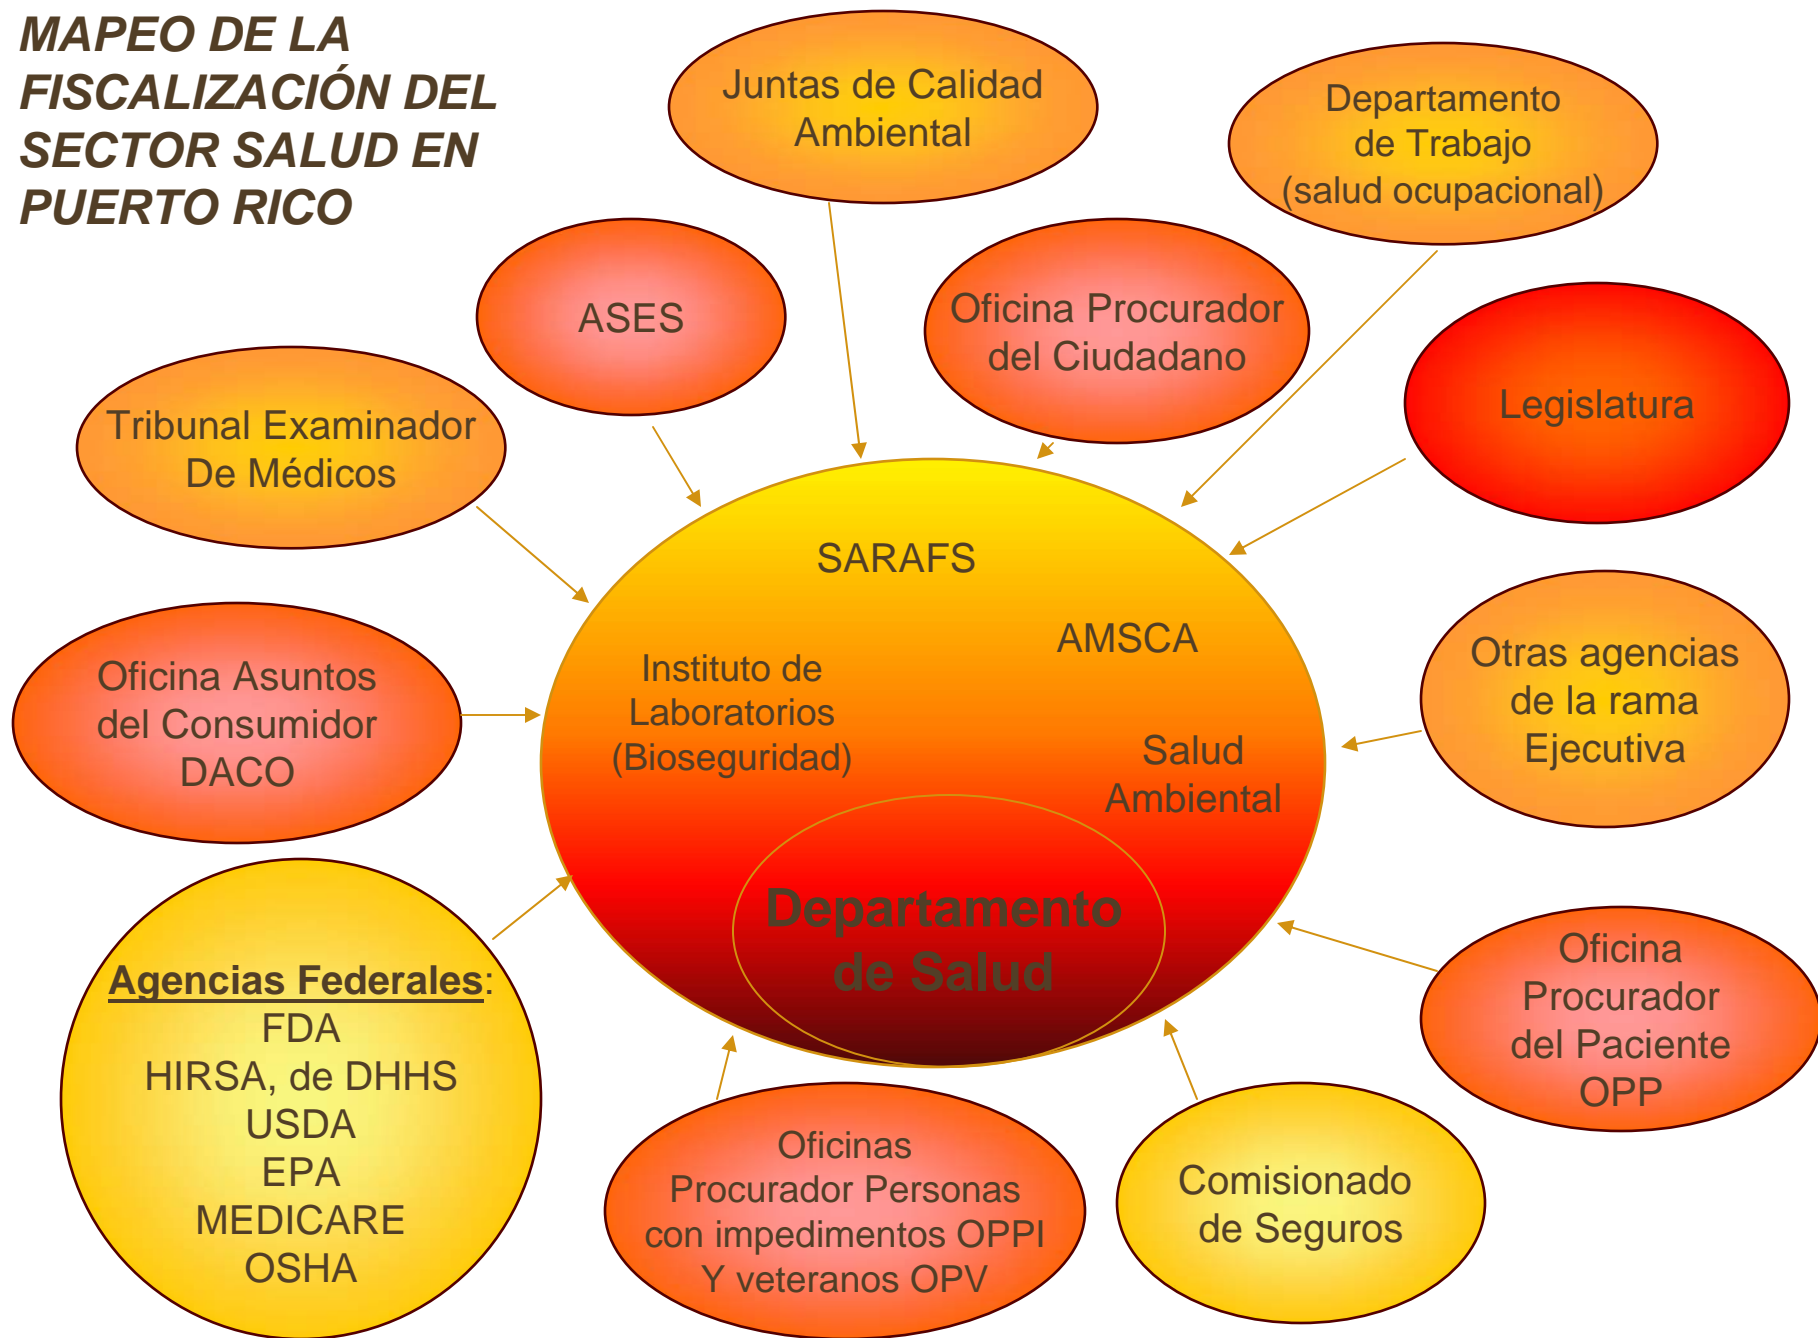 MAPEO DE LA
FISCALIZACIÓN DEL
SECTOR SALUD EN
PUERTO RICO
Juntas de Calidad
Ambiental
Departamento
de Trabajo
(salud ocupacional)
ASES
Oficina Procurador
del Ciudadano
Legislatura
Tribunal Examinador
De Médicos
SARAFS
AMSCA
Instituto de
Laboratorios
(Bioseguridad)
Salud
Ambiental
Departamento
de Salud
Oficina Asuntos
del Consumidor
DACO
Otras agencias
de la rama
Ejecutiva
Agencias Federales:
FDA
HIRSA, de DHHS
USDA
EPA
MEDICARE
OSHA
Oficinas
Procurador Personas
con impedimentos OPPI
Y veteranos OPV
Comisionado
de Seguros
Oficina
Procurador
del Paciente
OPP